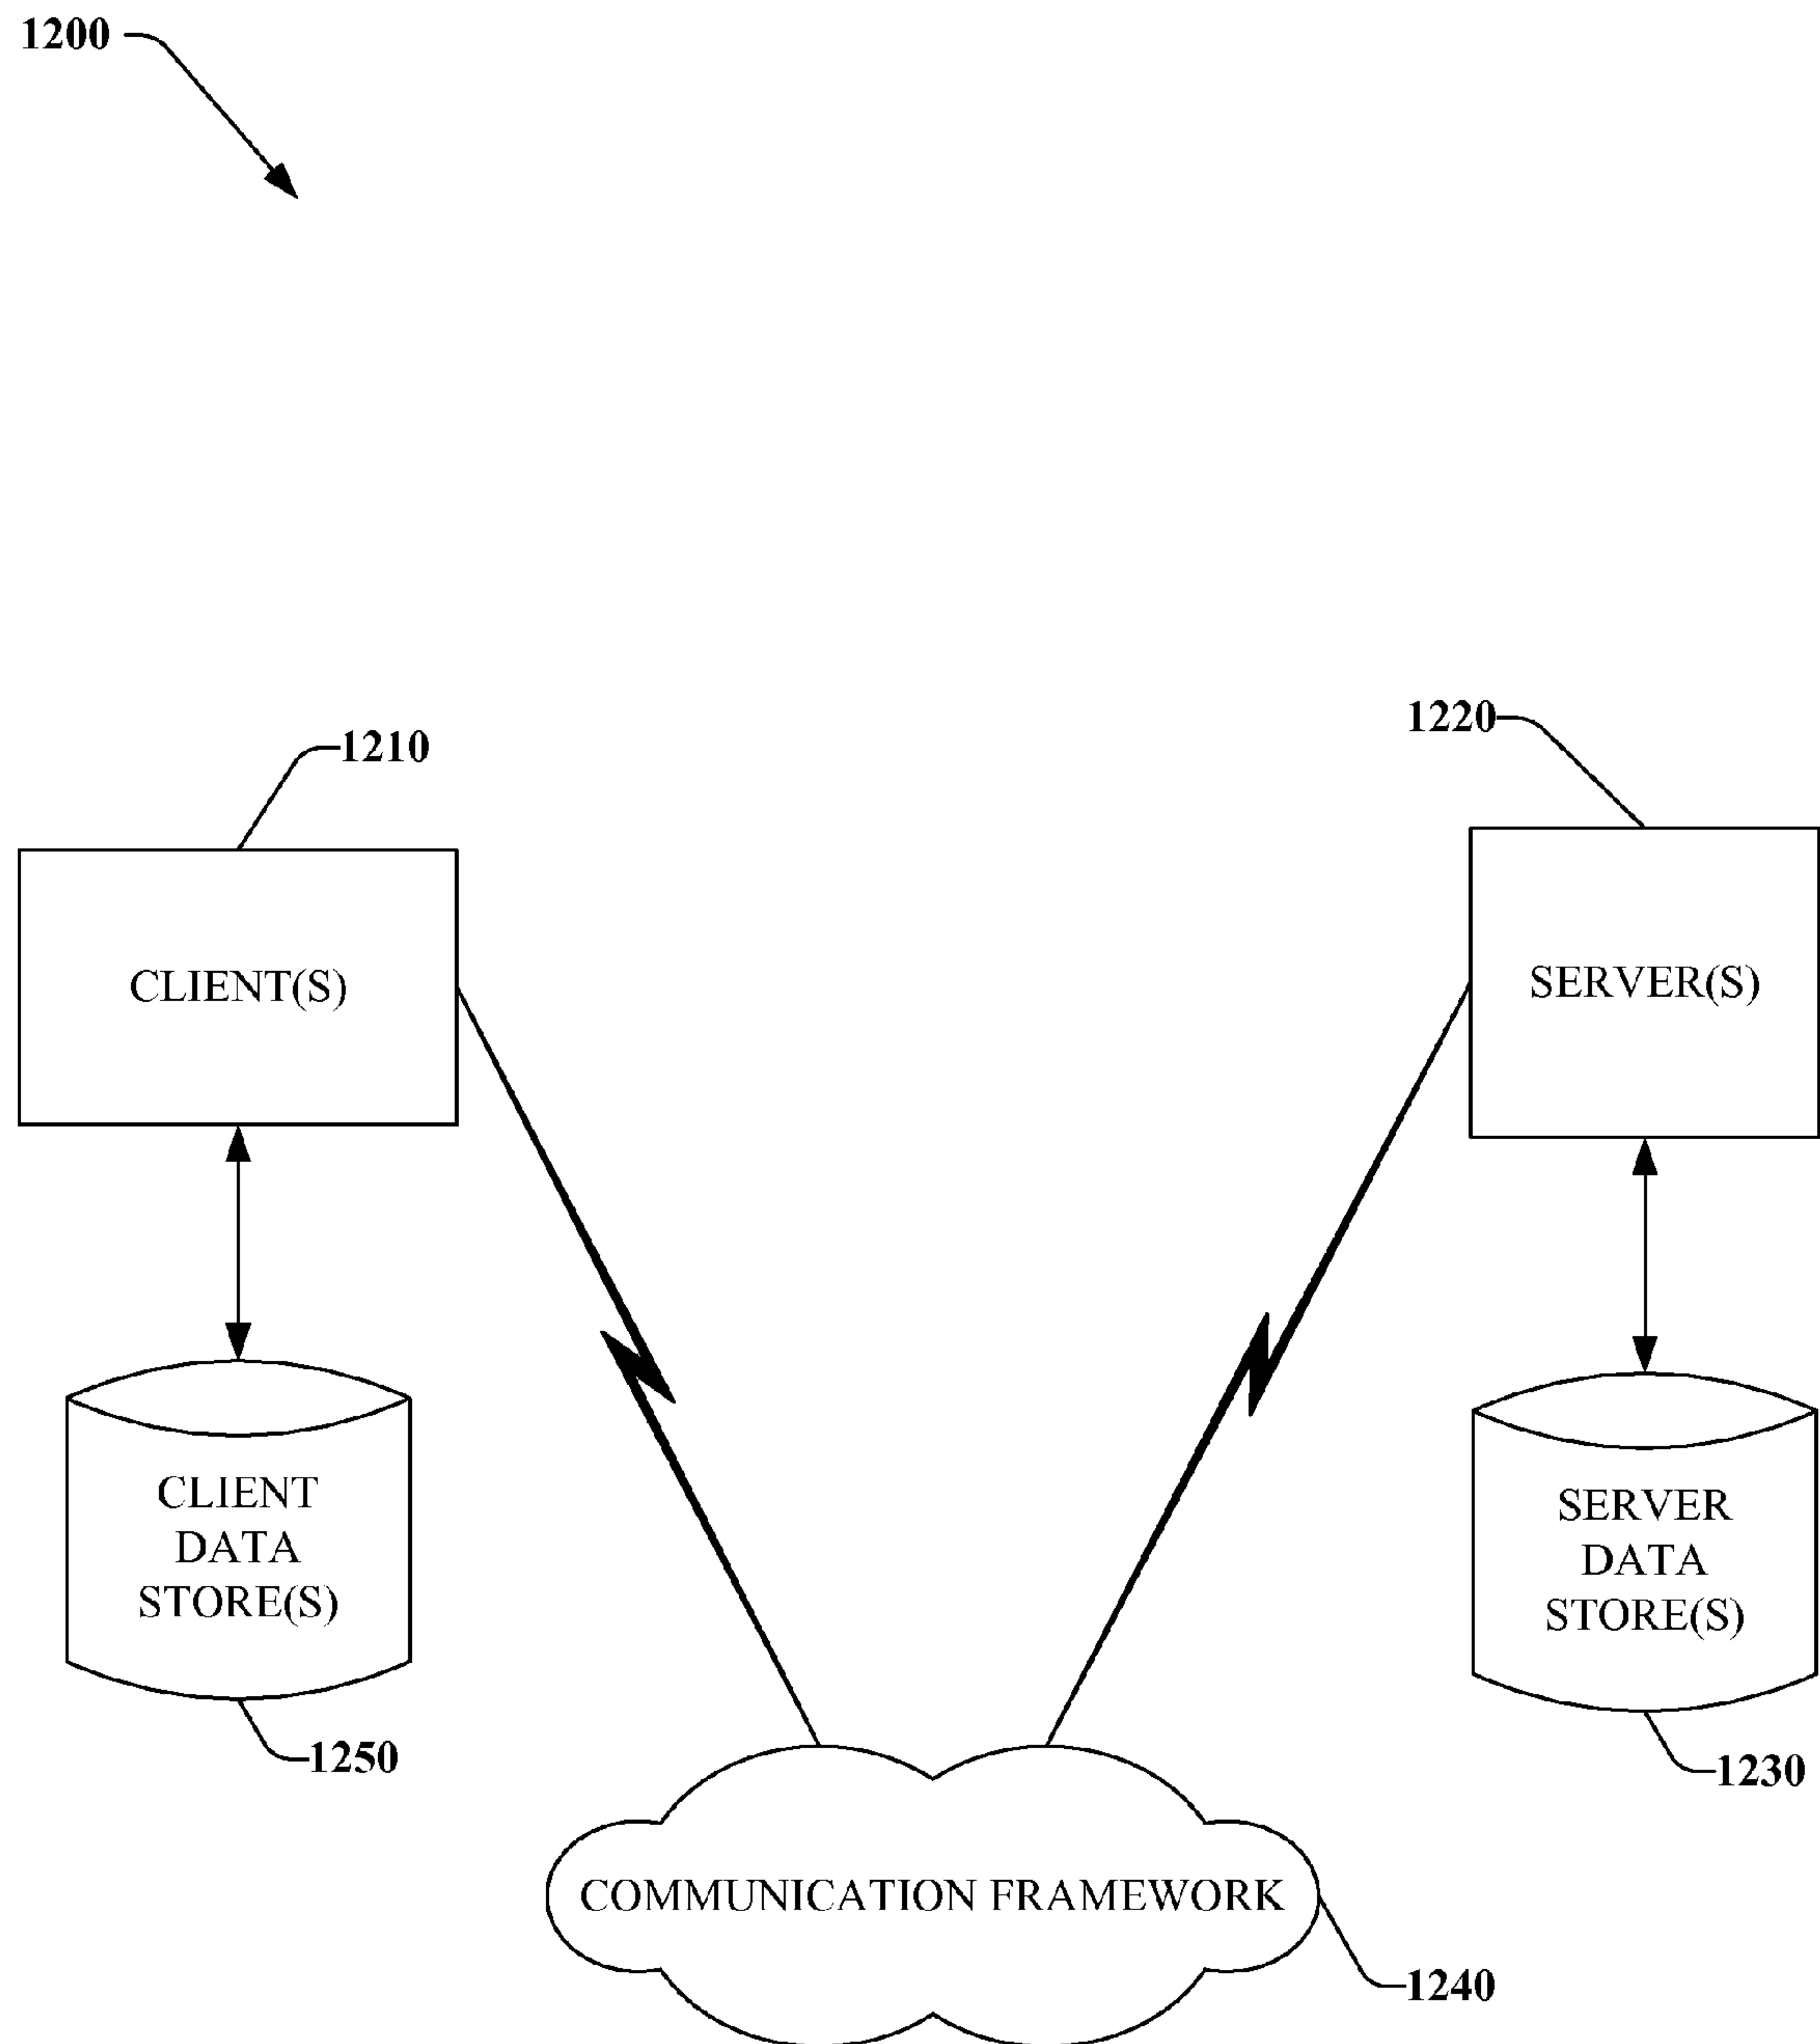 1200
1210
1220
CLIENT(S)
SERVER(S)
CLIENT
DATA
STORE(S)
SERVER
DATA
STORE(S)
1250
1230
COMMUNICATION FRAMEWORK
1240